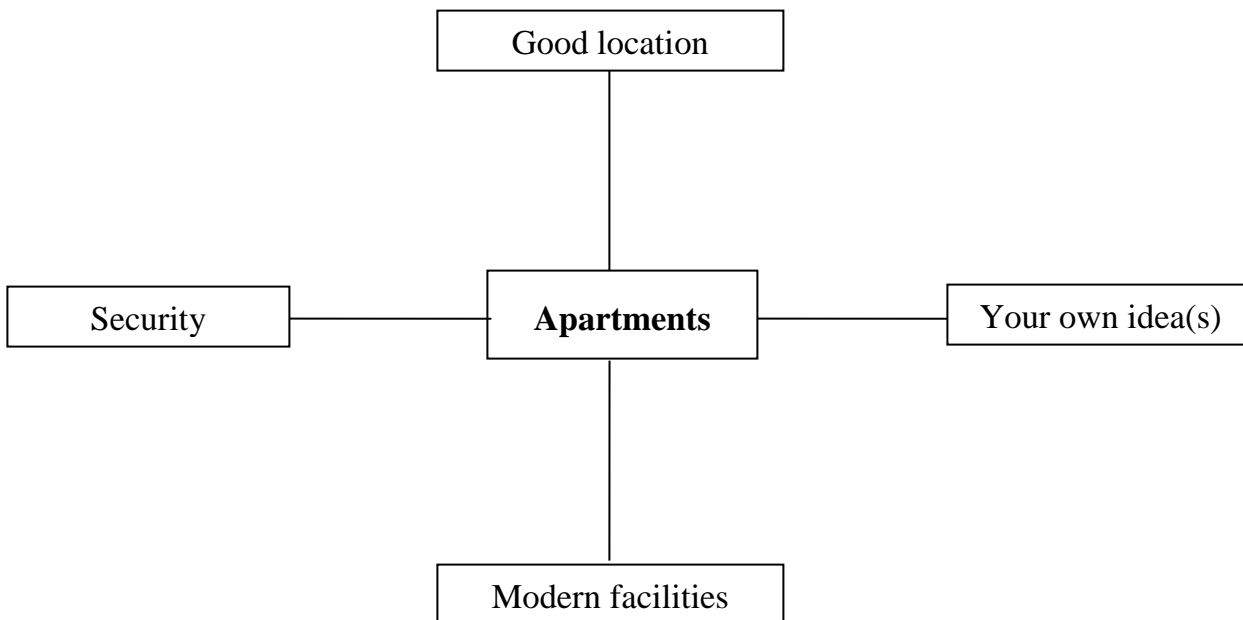 Good location
Security
Apartments
Your own idea(s)
Modern facilities